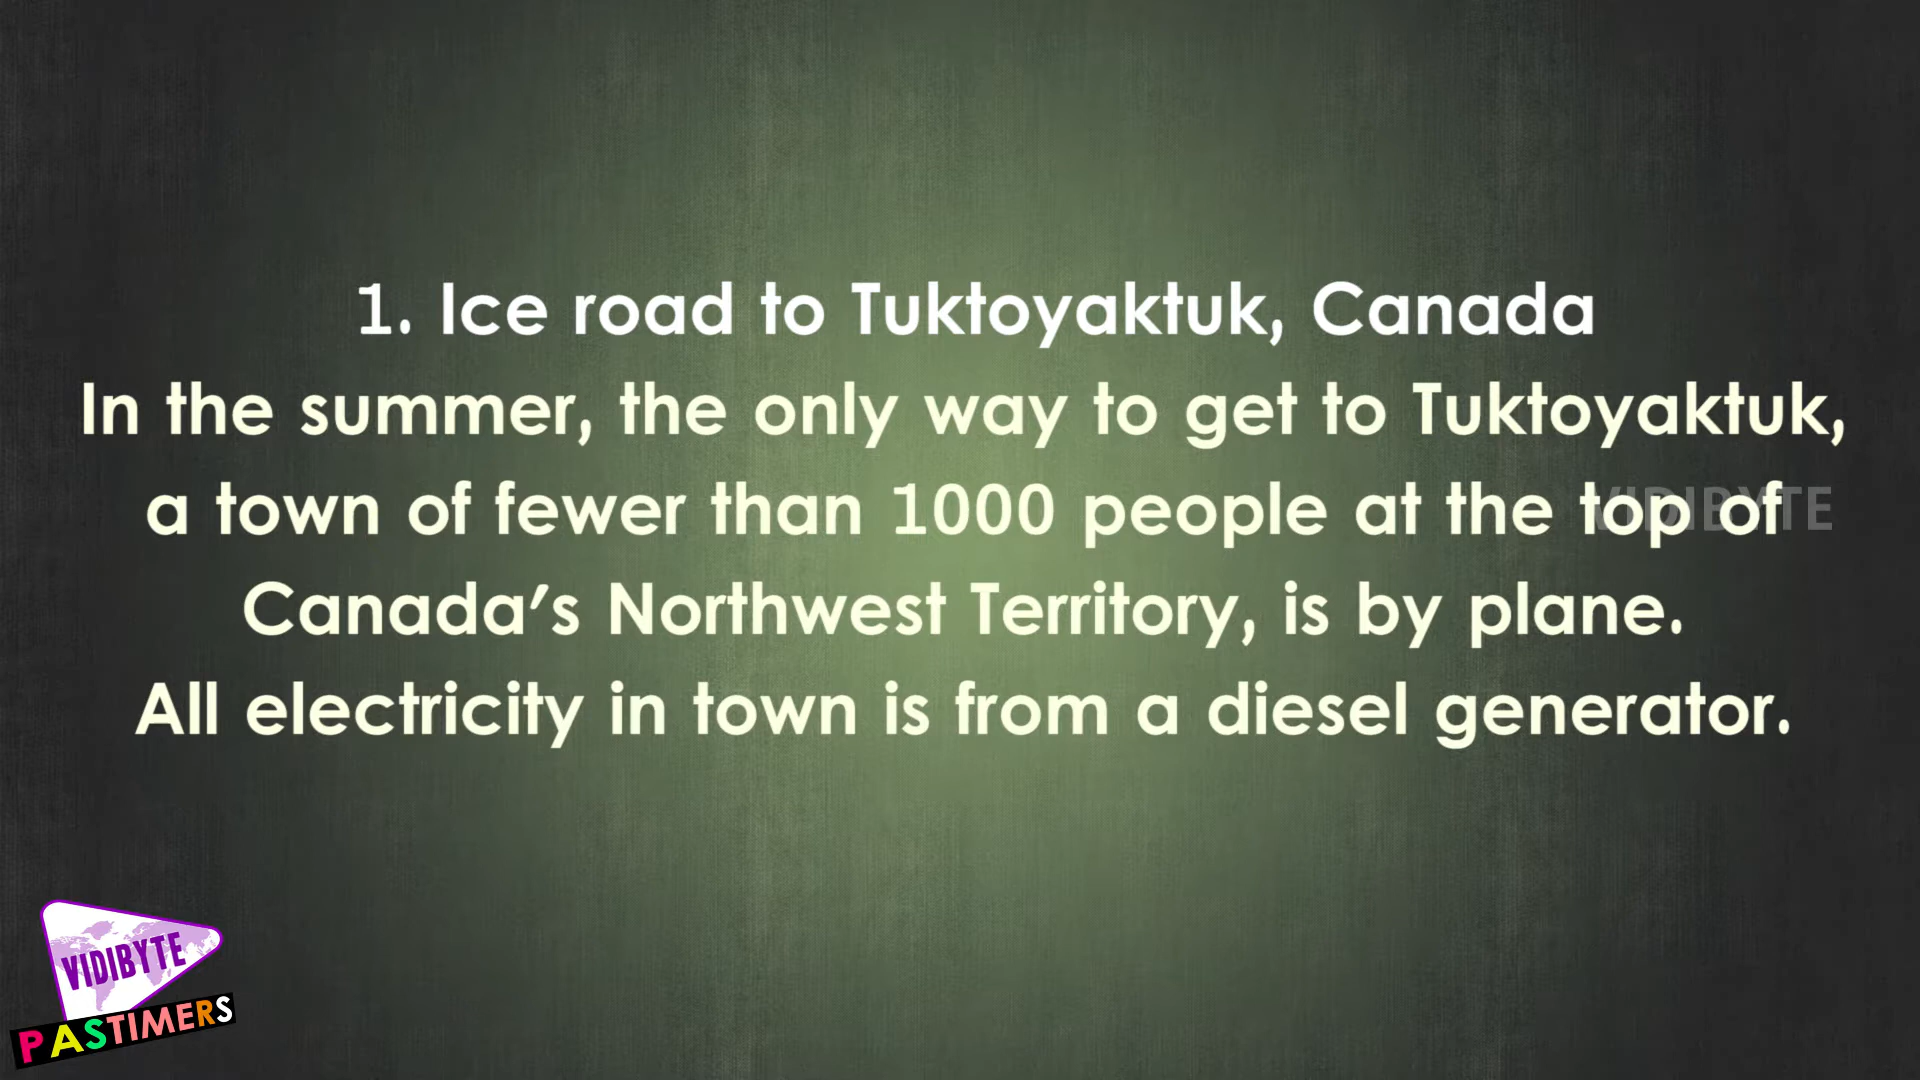 1. Ice road to Tuktoyaktuk, Canada
In the summer, the only way to get to Tuktoyaktuk,
a town of fewer than 1000 people at the top of
Canada's Northwest Territory, is by plane.
All electricity in town is from a diesel generator.
VIDIBYTE
VIDIBYTE
PASTIMERS